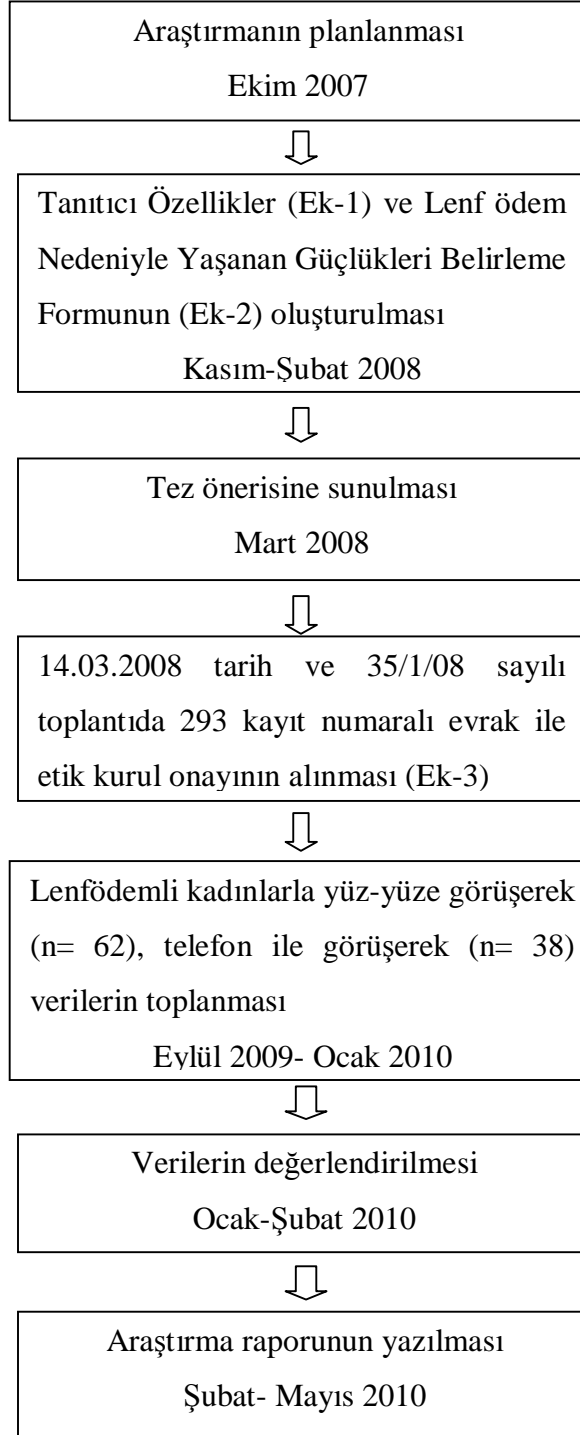 Araştırmanın planlanması
Ekim 2007
Tanıtıcı Özellikler (Ek-1) ve Lenf ödem
Nedeniyle Yaşanan Güçlükleri Belirleme
Formunun (Ek-2) oluşturulması
Kasım-Şubat 2008
Tez önerisine sunulması
Mart 2008
14.03.2008 tarih ve 35/1/08 sayılı
toplantıda 293 kayıt numaralı evrak ile
etik kurul onayının alınması (Ek-3)
Lenfödemli kadınlarla yüz-yüze görüşerek
(n= 62), telefon ile görüşerek (n= 38)
verilerin toplanması
Eylül 2009- Ocak 2010
Verilerin değerlendirilmesi
Ocak-Şubat 2010
Araştırma raporunun yazılması
Şubat- Mayıs 2010